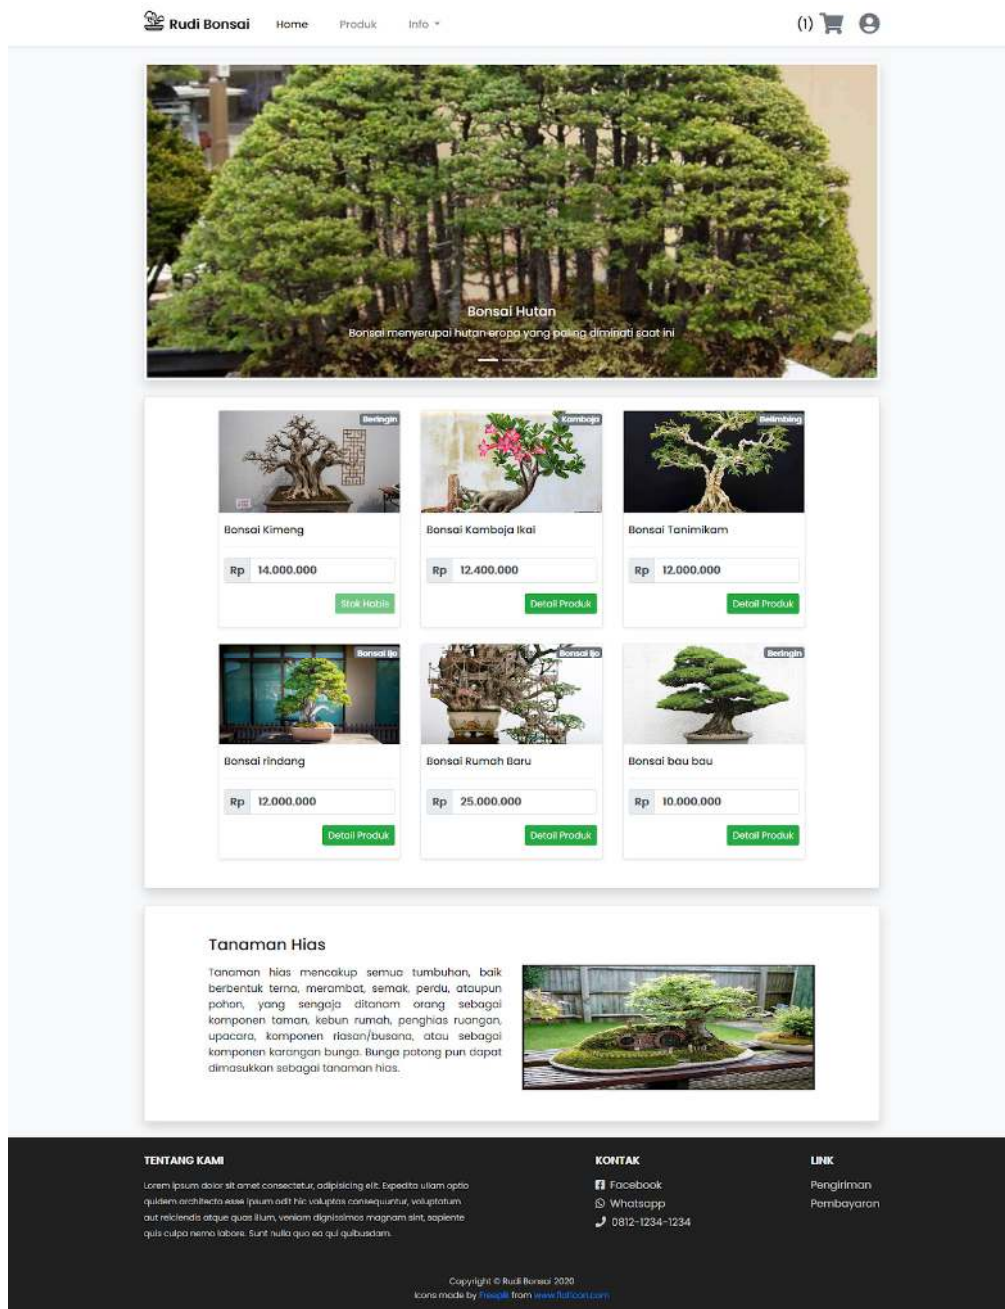 Rudi Bonsai Home Produk Info (1)
Bonsai Hutan
Bonsai menyerupai hutan eropa yang paling diminati saat ini
Beringin
Bonsai Kimeng
Rp 14.000.000
Stok Habis
Kamboja
Bonsai Kamboja Ikai
Rp 12.400.000
Detail Produk
Belimbing
Bonsai Tanimikam
Rp 12.000.000
Detail Produk
Bonsai Ijo
Bonsai rindang
Rp 12.000.000
Detail Produk
Bonsai Ijo
Bonsai Rumah Baru
Rp 25.000.000
Detail Produk
Beringin
Bonsai bau bau
Rp 10.000.000
Detail Produk
Tanaman Hias
Tanaman hias mencakup semua tumbuhan, baik
berbentuk terna, merambat, semak, perdu, ataupun
pohon, yang sengaja ditanam orang sebagai
komponen taman, kebun rumah, penghias ruangan,
upacara, komponen riasan/busana, atau sebagai
komponen karangan bunga. Bunga potong pun dapat
dimasukkan sebagai tanaman hias.
TENTANG KAMI
Lorem ipsum dolor sit amet consectetur, adipisicing elit. Expedita ullam optio
quidem architecto esse ipsum odit hic voluptas consequuntur, voluptatum
aut reiciendis atque quas illum, veniam dignissimos magnam sint, sapiente
quis culpa nemo labore. Sunt nulla quo ea qui quibusdam.
KONTAK
Facebook
Whatsapp
0812-1234-1234
LINK
Pengiriman
Pembayaran
Copyright © Rudi Bonsai 2020
Icons made by Freepik from www.flaticon.com